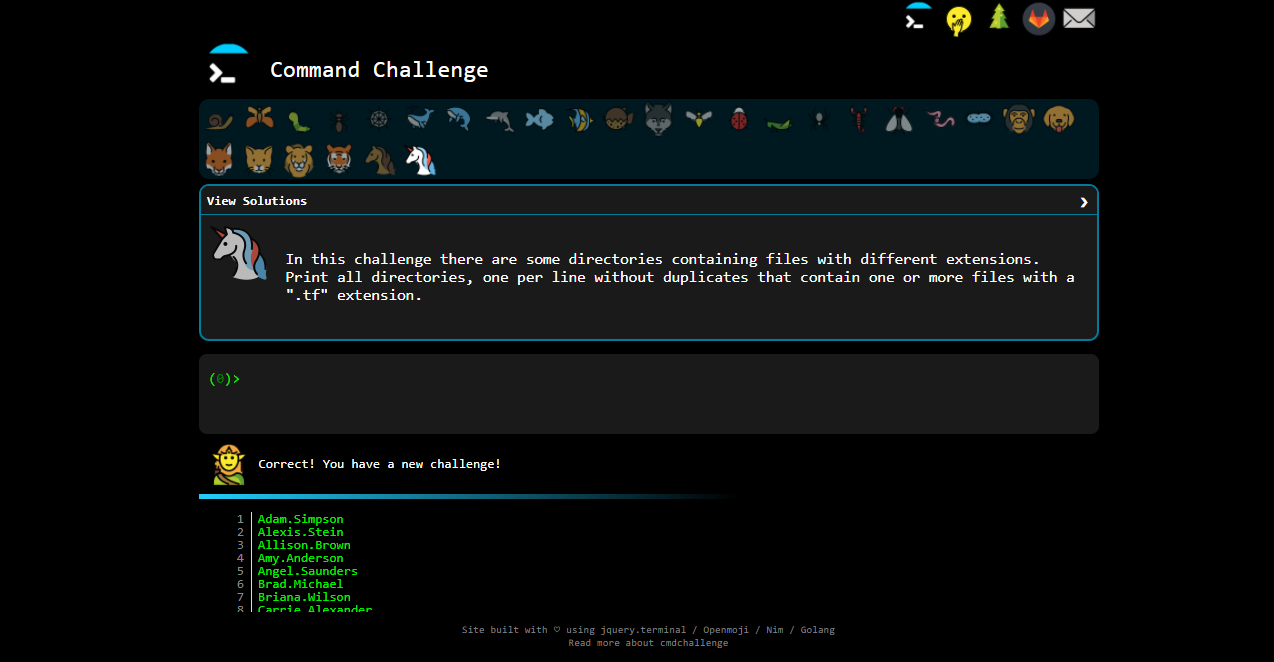 Command Challenge
View Solutions ❯
In this challenge there are some directories containing files with different extensions.
Print all directories, one per line without duplicates that contain one or more files with a
".tf" extension.
(0)>
Correct! You have a new challenge!
1 Adam.Simpson
2 Alexis.Stein
3 Allison.Brown
4 Amy.Anderson
5 Angel.Saunders
6 Brad.Michael
7 Briana.Wilson
8 Carrie.Alexander
Site built with ♡ using jquery.terminal / Openmoji / Nim / Golang
Read more about cmdchallenge